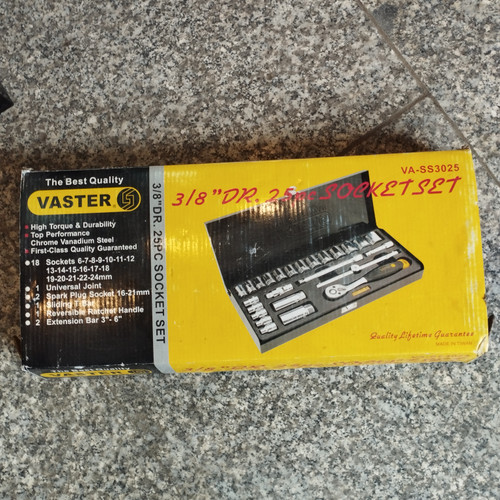 The Best Quality
VASTER
High Torque & Durability
Top Performance
Chrome Vanadium Steel
First-Class Quality Guaranteed
18 Sockets 6-7-8-9-10-11-12
13-14-15-16-17-18
19-20-21-22-24mm
1 Universal Joint
2 Spark Plug Socket 16-21mm
1 Sliding T-Bar
1 Reversible Ratchet Handle
2 Extension Bar 3"- 6"
3/8"DR. 25PC SOCKET SET
VA-SS3025
3/8"DR. 25PC SOCKET SET
Quality Lifetime Guarantee
VASTER